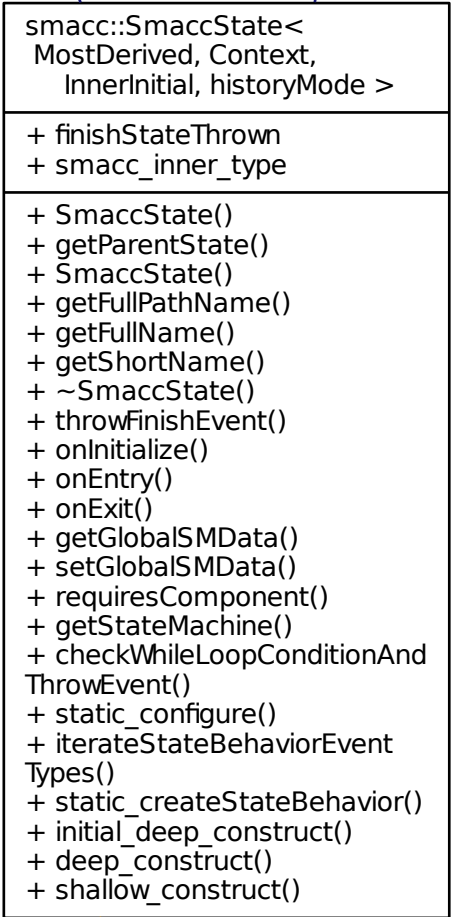 smacc::SmaccState<
MostDerived, Context,
InnerInitial, historyMode >
+ finishStateThrown
+ smacc_inner_type
+ SmaccState()
+ getParentState()
+ SmaccState()
+ getFullPathName()
+ getFullName()
+ getShortName()
+ ~SmaccState()
+ throwFinishEvent()
+ onInitialize()
+ onEntry()
+ onExit()
+ getGlobalSMData()
+ setGlobalSMData()
+ requiresComponent()
+ getStateMachine()
+ checkWhileLoopConditionAnd
ThrowEvent()
+ static_configure()
+ iterateStateBehaviorEvent
Types()
+ static_createStateBehavior()
+ initial_deep_construct()
+ deep_construct()
+ shallow_construct()